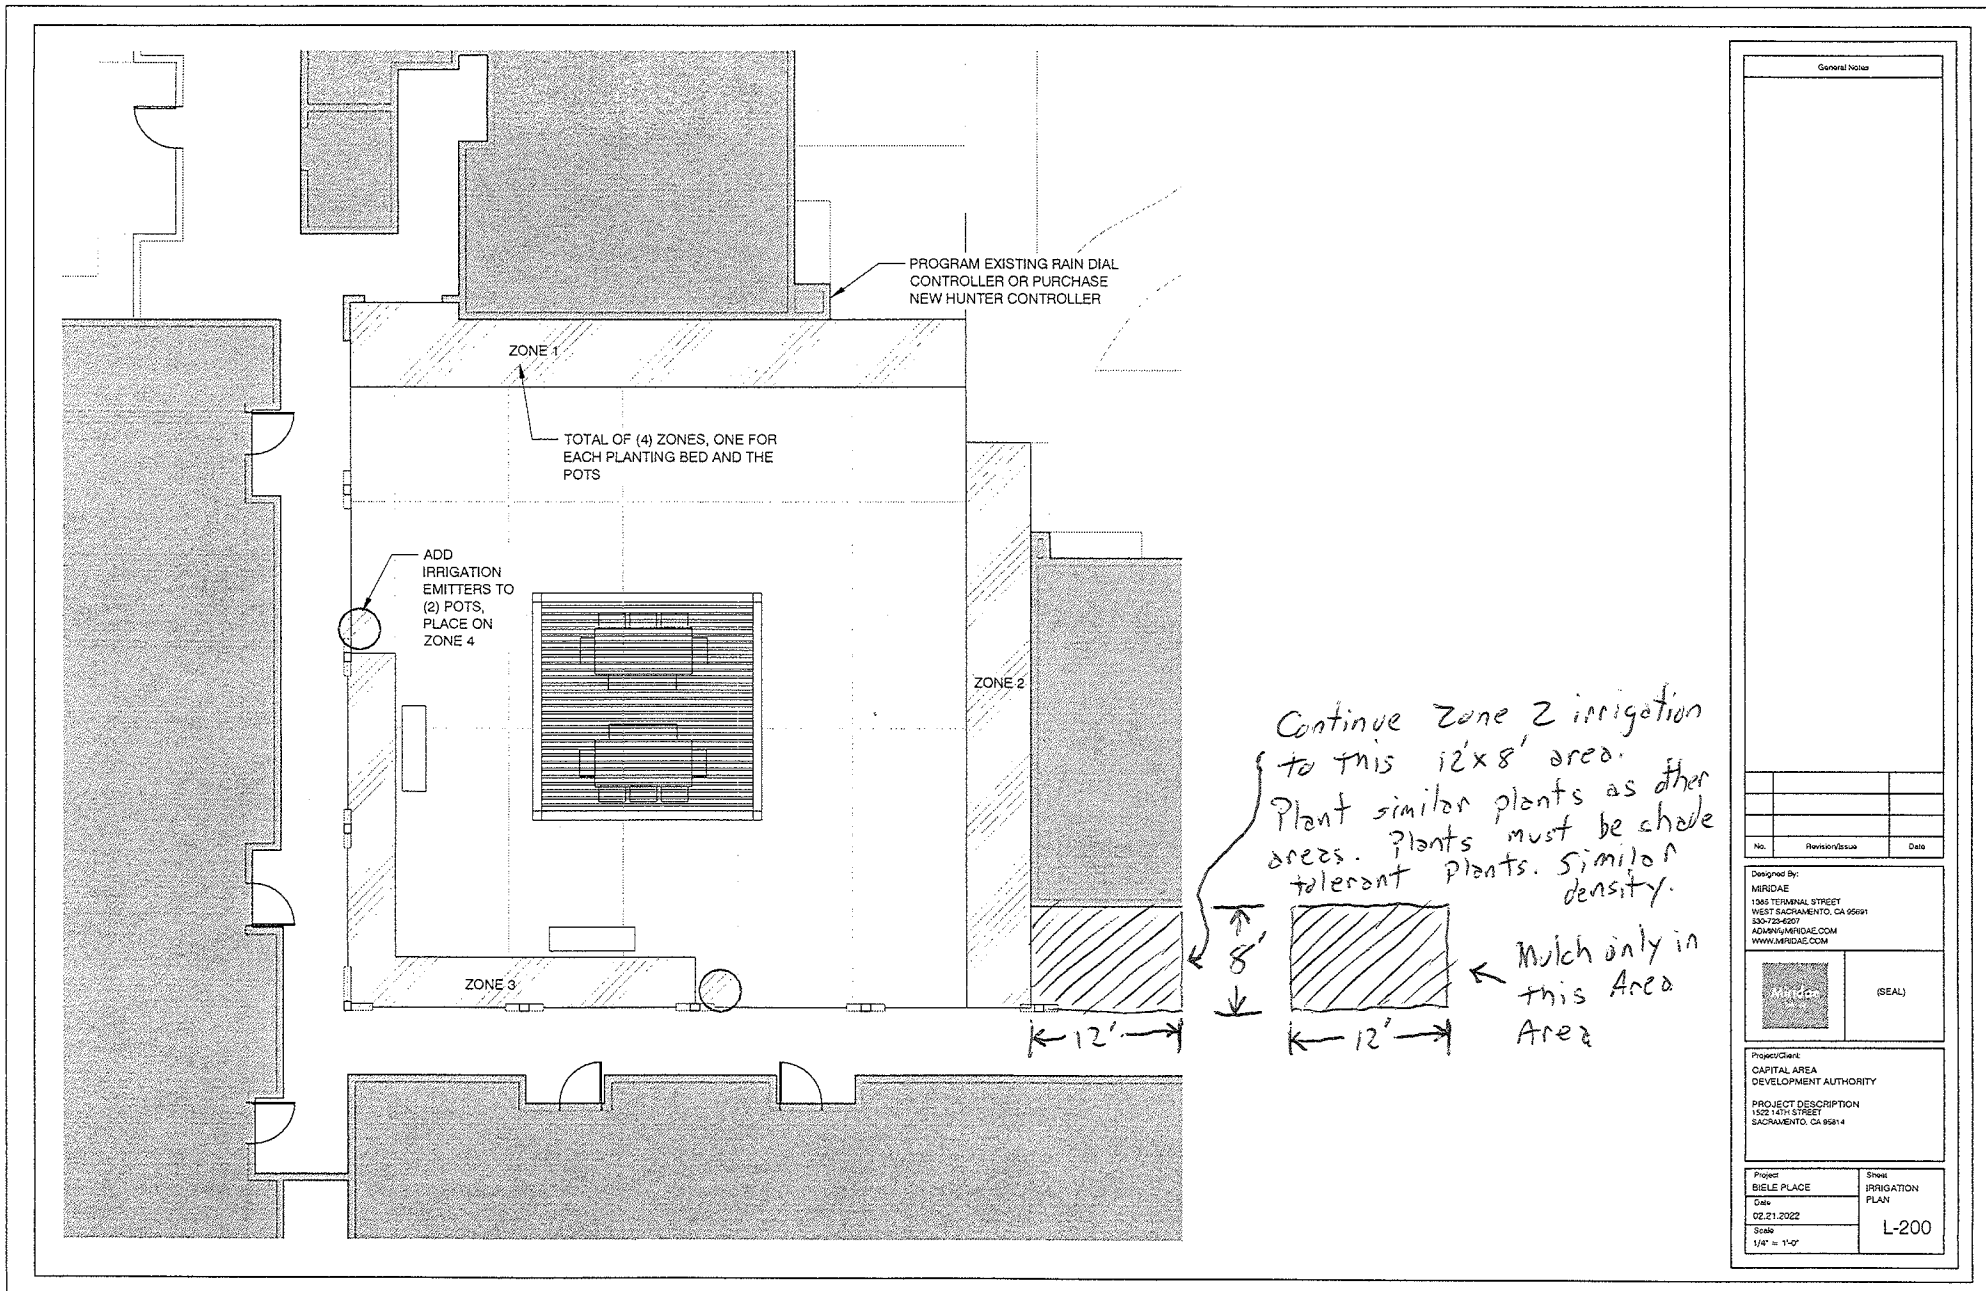 PROGRAM EXISTING RAIN DIAL
CONTROLLER OR PURCHASE
NEW HUNTER CONTROLLER
ZONE 1
TOTAL OF (4) ZONES, ONE FOR
EACH PLANTING BED AND THE
POTS
ADD
IRRIGATION
EMITTERS TO
(2) POTS,
PLACE ON
ZONE 4
ZONE 2
ZONE 3
Continue Zone 2 irrigation
to this 12'x8' area.
Plant similar plants as other
areas. Plants must be shade
tolerant plants. Similar
density.
8'
12'
12'
Mulch only in
this Area
Area
General Notes
No.
Revision/Issue
Date
Designed By:
MIRIDAE
1385 TERMINAL STREET
WEST SACRAMENTO, CA 95691
530-723-6207
ADMIN@MIRIDAE.COM
WWW.MIRIDAE.COM
Miridae
(SEAL)
Project/Client:
CAPITAL AREA
DEVELOPMENT AUTHORITY
PROJECT DESCRIPTION
1522 14TH STREET
SACRAMENTO, CA 95814
Project
BIELE PLACE
Date
02.21.2022
Scale
1/4" = 1'-0"
Sheet
IRRIGATION
PLAN
L-200